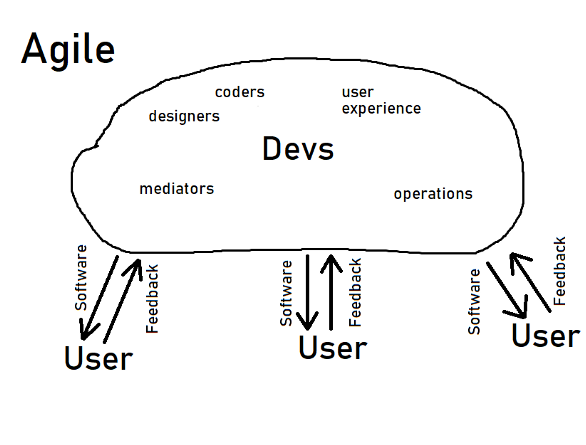 Agile
coders
user
experience
designers
Devs
mediators
operations
Software
Feedback
User
Software
Feedback
User
Software
Feedback
User